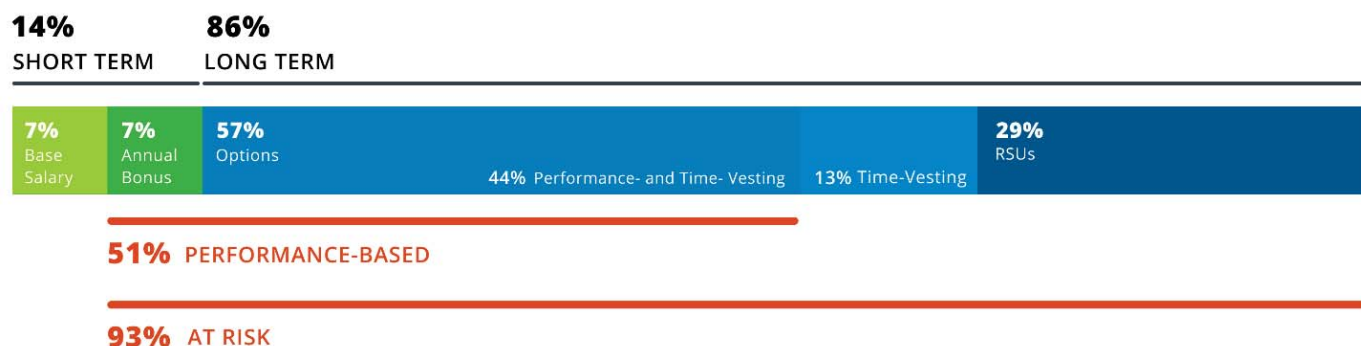 14%
SHORT TERM
86%
LONG TERM
7%
Base
Salary
7%
Annual
Bonus
57%
Options
44% Performance- and Time- Vesting
13% Time-Vesting
29%
RSUs
51% PERFORMANCE-BASED
93% AT RISK